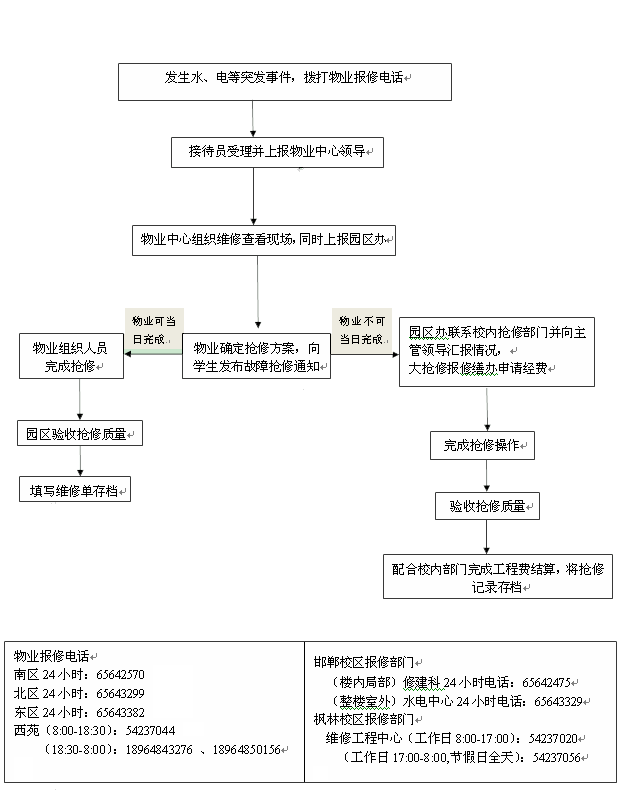 发生水、电等突发事件，拨打物业报修电话
接待员受理并上报物业中心领导
物业中心组织维修查看现场，同时上报园区办
物业可当
日完成
物业不可
当日完成
物业组织人员
完成抢修
物业确定抢修方案，向
学生发布故障抢修通知
园区办联系校内抢修部门并向主
管领导汇报情况，
大抢修报修缮办申请经费
园区验收抢修质量
填写维修单存档
完成抢修操作
验收抢修质量
配合校内部门完成工程费结算，将抢修
记录存档
物业报修电话
南区 24 小时：65642570
北区 24 小时：65643299
东区 24 小时：65643382
西苑（8:00-18:30）：54237044
（18:30-8:00）：18964843276 、18964850156
邯郸校区报修部门
（楼内局部）修建科 24 小时电话：65642475
（整楼室外）水电中心 24 小时电话：65643329
枫林校区报修部门
维修工程中心（工作日 8:00-17:00）：54237020
（工作日 17:00-8:00,节假日全天）：54237056